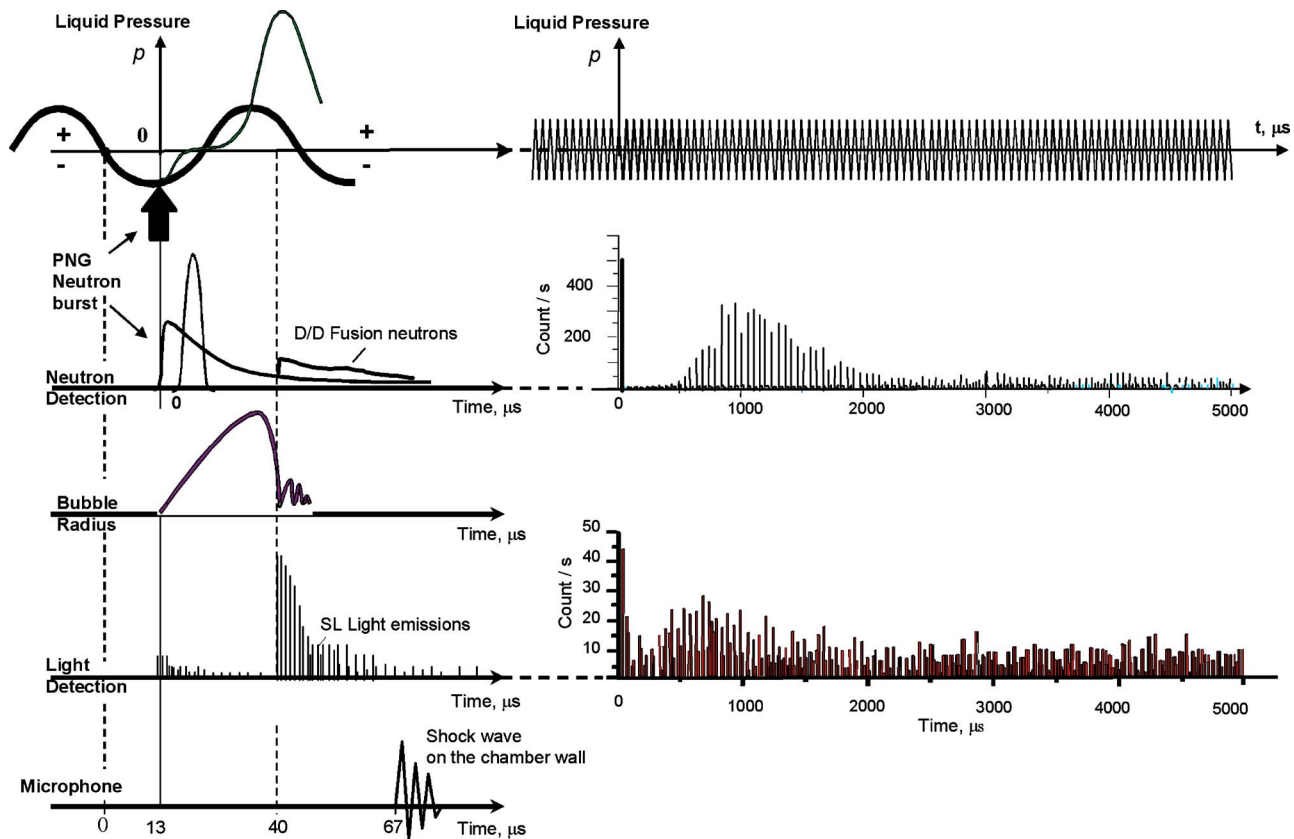 Liquid Pressure
p
0
+
-
+
-
PNG
Neutron
burst
D/D Fusion neutrons
Neutron
Detection
0
Time, μs
Bubble
Radius
Time, μs
SL Light emissions
Light
Detection
Time, μs
Shock wave
on the chamber wall
Microphone
0
13
40
67
Time, μs
Liquid Pressure
p
t, μs
Count / s
400
200
0
1000
2000
3000
4000
5000
Count / s
50
40
30
20
10
0
1000
2000
3000
4000
5000
Time, μs